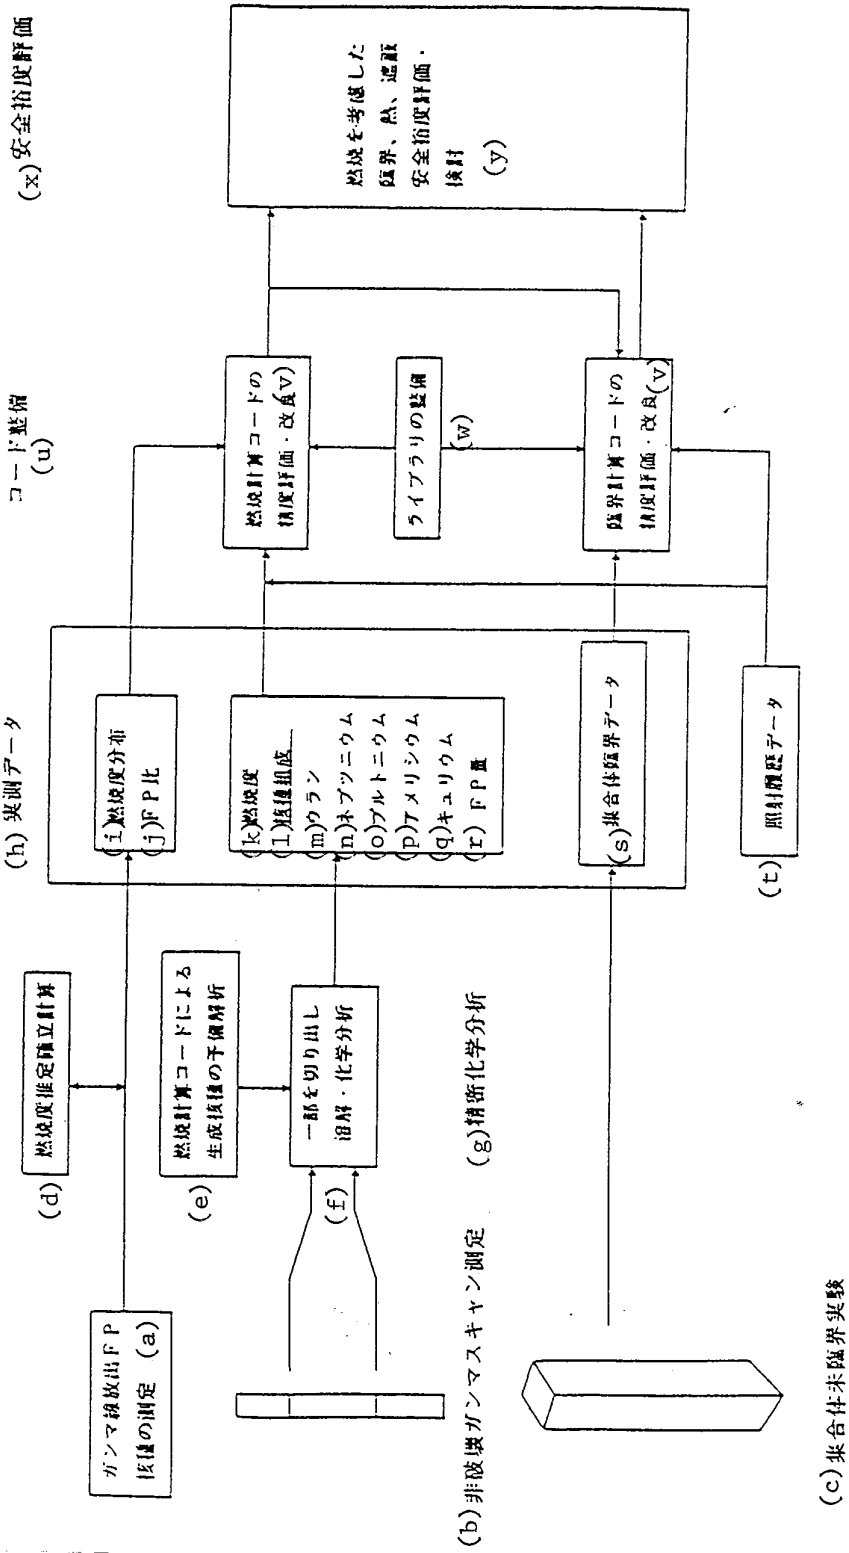 ガンマ線放出FP
核種の測定 (a)
(b)非破壊ガンマスキャン測定
(c)集合体未臨界実験
(d)
燃焼度推定確立計算
(e)
燃焼計算コードによる
生成核種の予備解析
一部を切り出し
溶解・化学分析
(f)
(g)精密化学分析
(h) 実測データ
(i)燃焼度分布
(j)FP比
(k)燃焼度
(l)核種組成
(m)ウラン
(n)ネプツニウム
(o)プルトニウム
(p)アメリシウム
(q)キュリウム
(r) FP量
(s)集合体臨界データ
(t)
照射履歴データ
コード整備
(u)
燃焼計算コードの
精度評価・改良(v)
ライブラリの整備
(w)
臨界計算コードの
精度評価・改良(v)
(x)安全裕度評価
燃焼を考慮した
臨界、熱、遮蔽
安全裕度評価・
検討
(y)